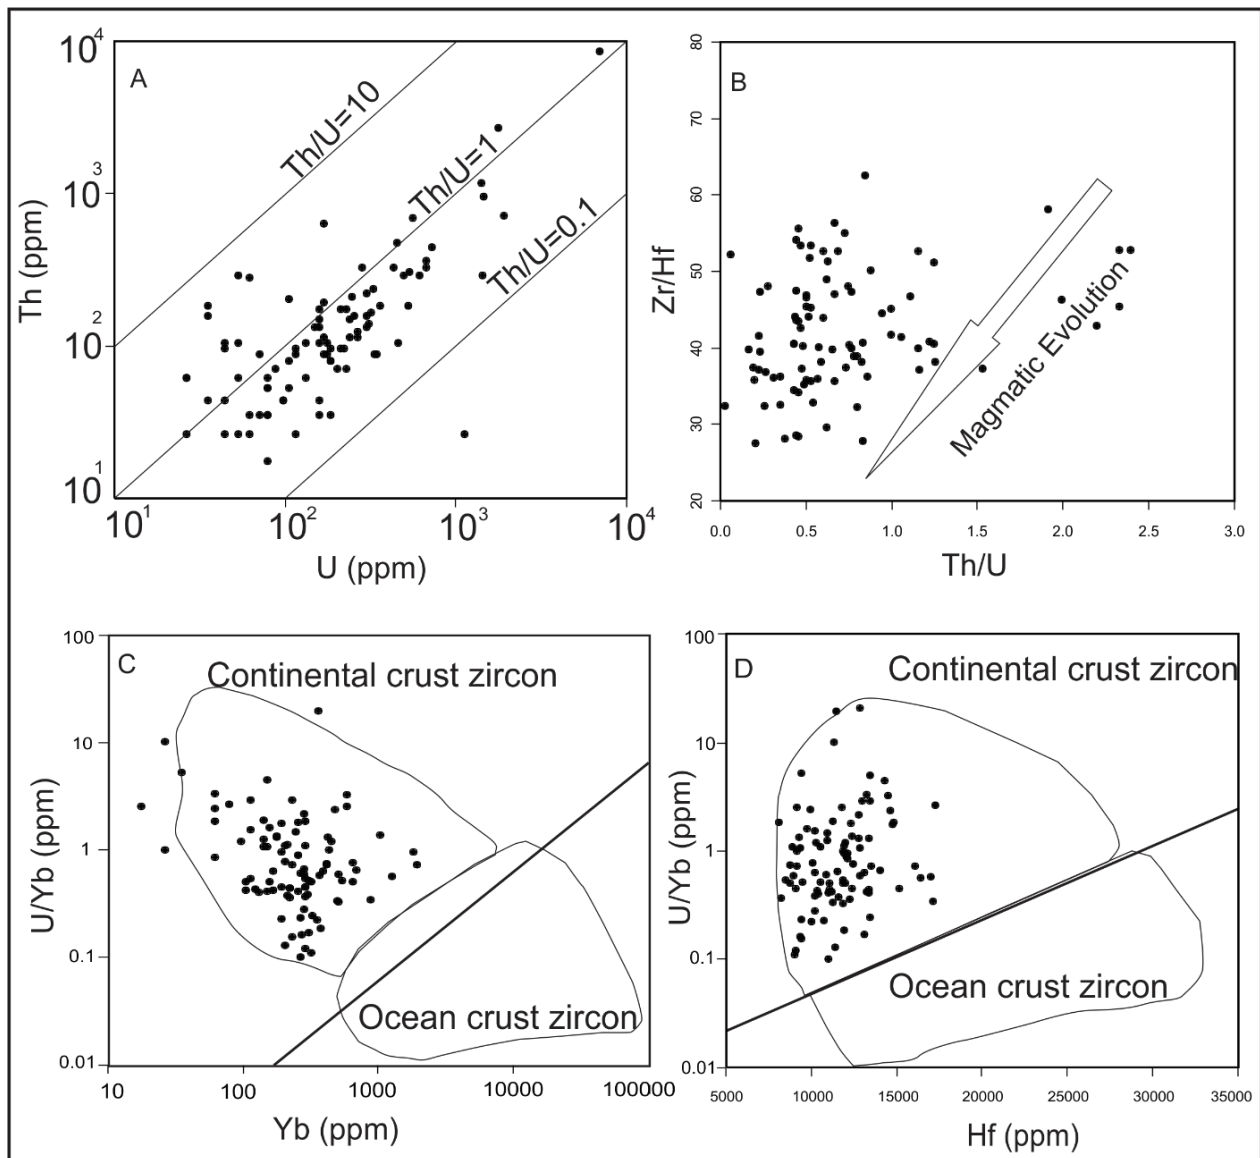 A
10^4
10^3
10^2
10^1
Th (ppm)
Th/U=10
Th/U=1
Th/U=0.1
10^1
10^2
10^3
10^4
U (ppm)
B
80
70
60
50
40
30
20
Zr/Hf
Magmatic Evolution
0.0
0.5
1.0
1.5
2.0
2.5
3.0
Th/U
C
100
10
1
0.1
0.01
U/Yb (ppm)
Continental crust zircon
Ocean crust zircon
10
100
1000
10000
100000
Yb (ppm)
D
100
10
1
0.1
0.01
U/Yb (ppm)
Continental crust zircon
Ocean crust zircon
5000
10000
15000
20000
25000
30000
35000
Hf (ppm)